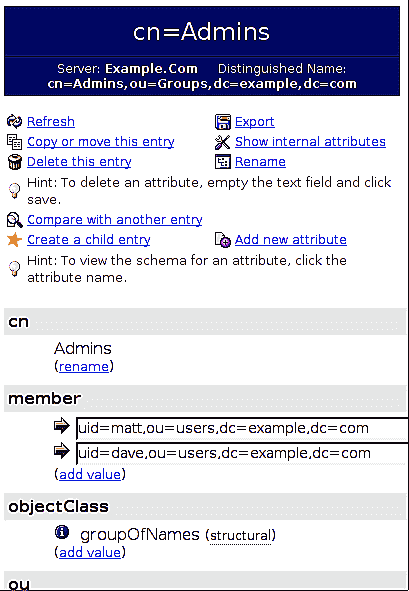 cn=Admins
Server: Example.Com Distinguished Name:
cn=Admins,ou=Groups,dc=example,dc=com
Refresh Export
Copy or move this entry Show internal attributes
Delete this entry Rename
Hint: To delete an attribute, empty the text field and click
save.
Compare with another entry
Create a child entry Add new attribute
Hint: To view the schema for an attribute, click the
attribute name.
cn
Admins
(rename)
member
uid=matt,ou=users,dc=example,dc=com
uid=dave,ou=users,dc=example,dc=com
(add value)
objectClass
groupOfNames (structural)
(add value)
ou